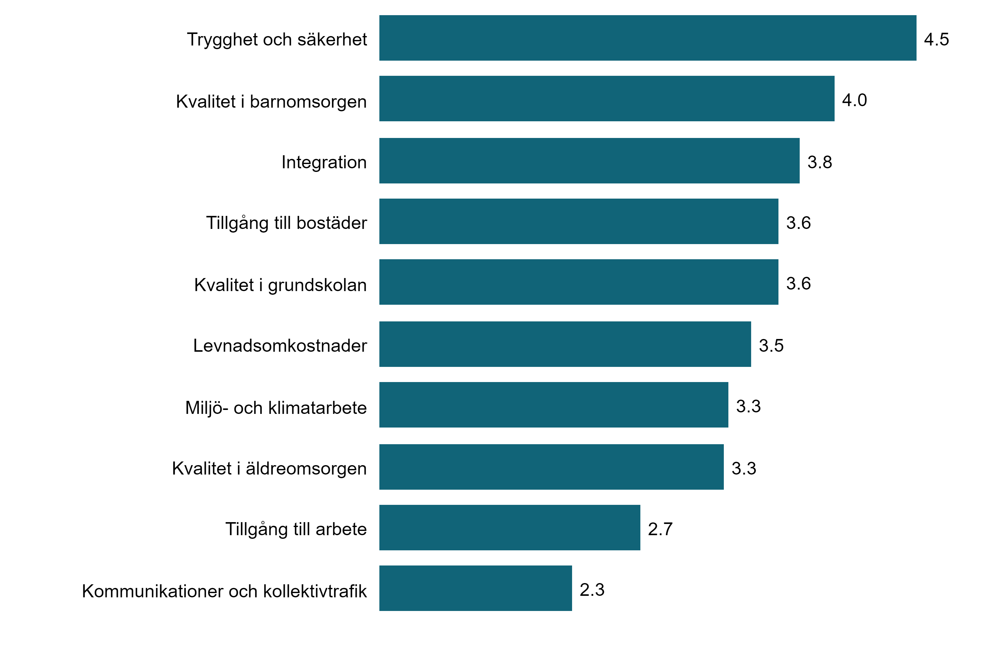 Trygghet och säkerhet 4.5
Kvalitet i barnomsorgen 4.0
Integration 3.8
Tillgång till bostäder 3.6
Kvalitet i grundskolan 3.6
Levnadsomkostnader 3.5
Miljö- och klimatarbete 3.3
Kvalitet i äldreomsorgen 3.3
Tillgång till arbete 2.7
Kommunikationer och kollektivtrafik 2.3